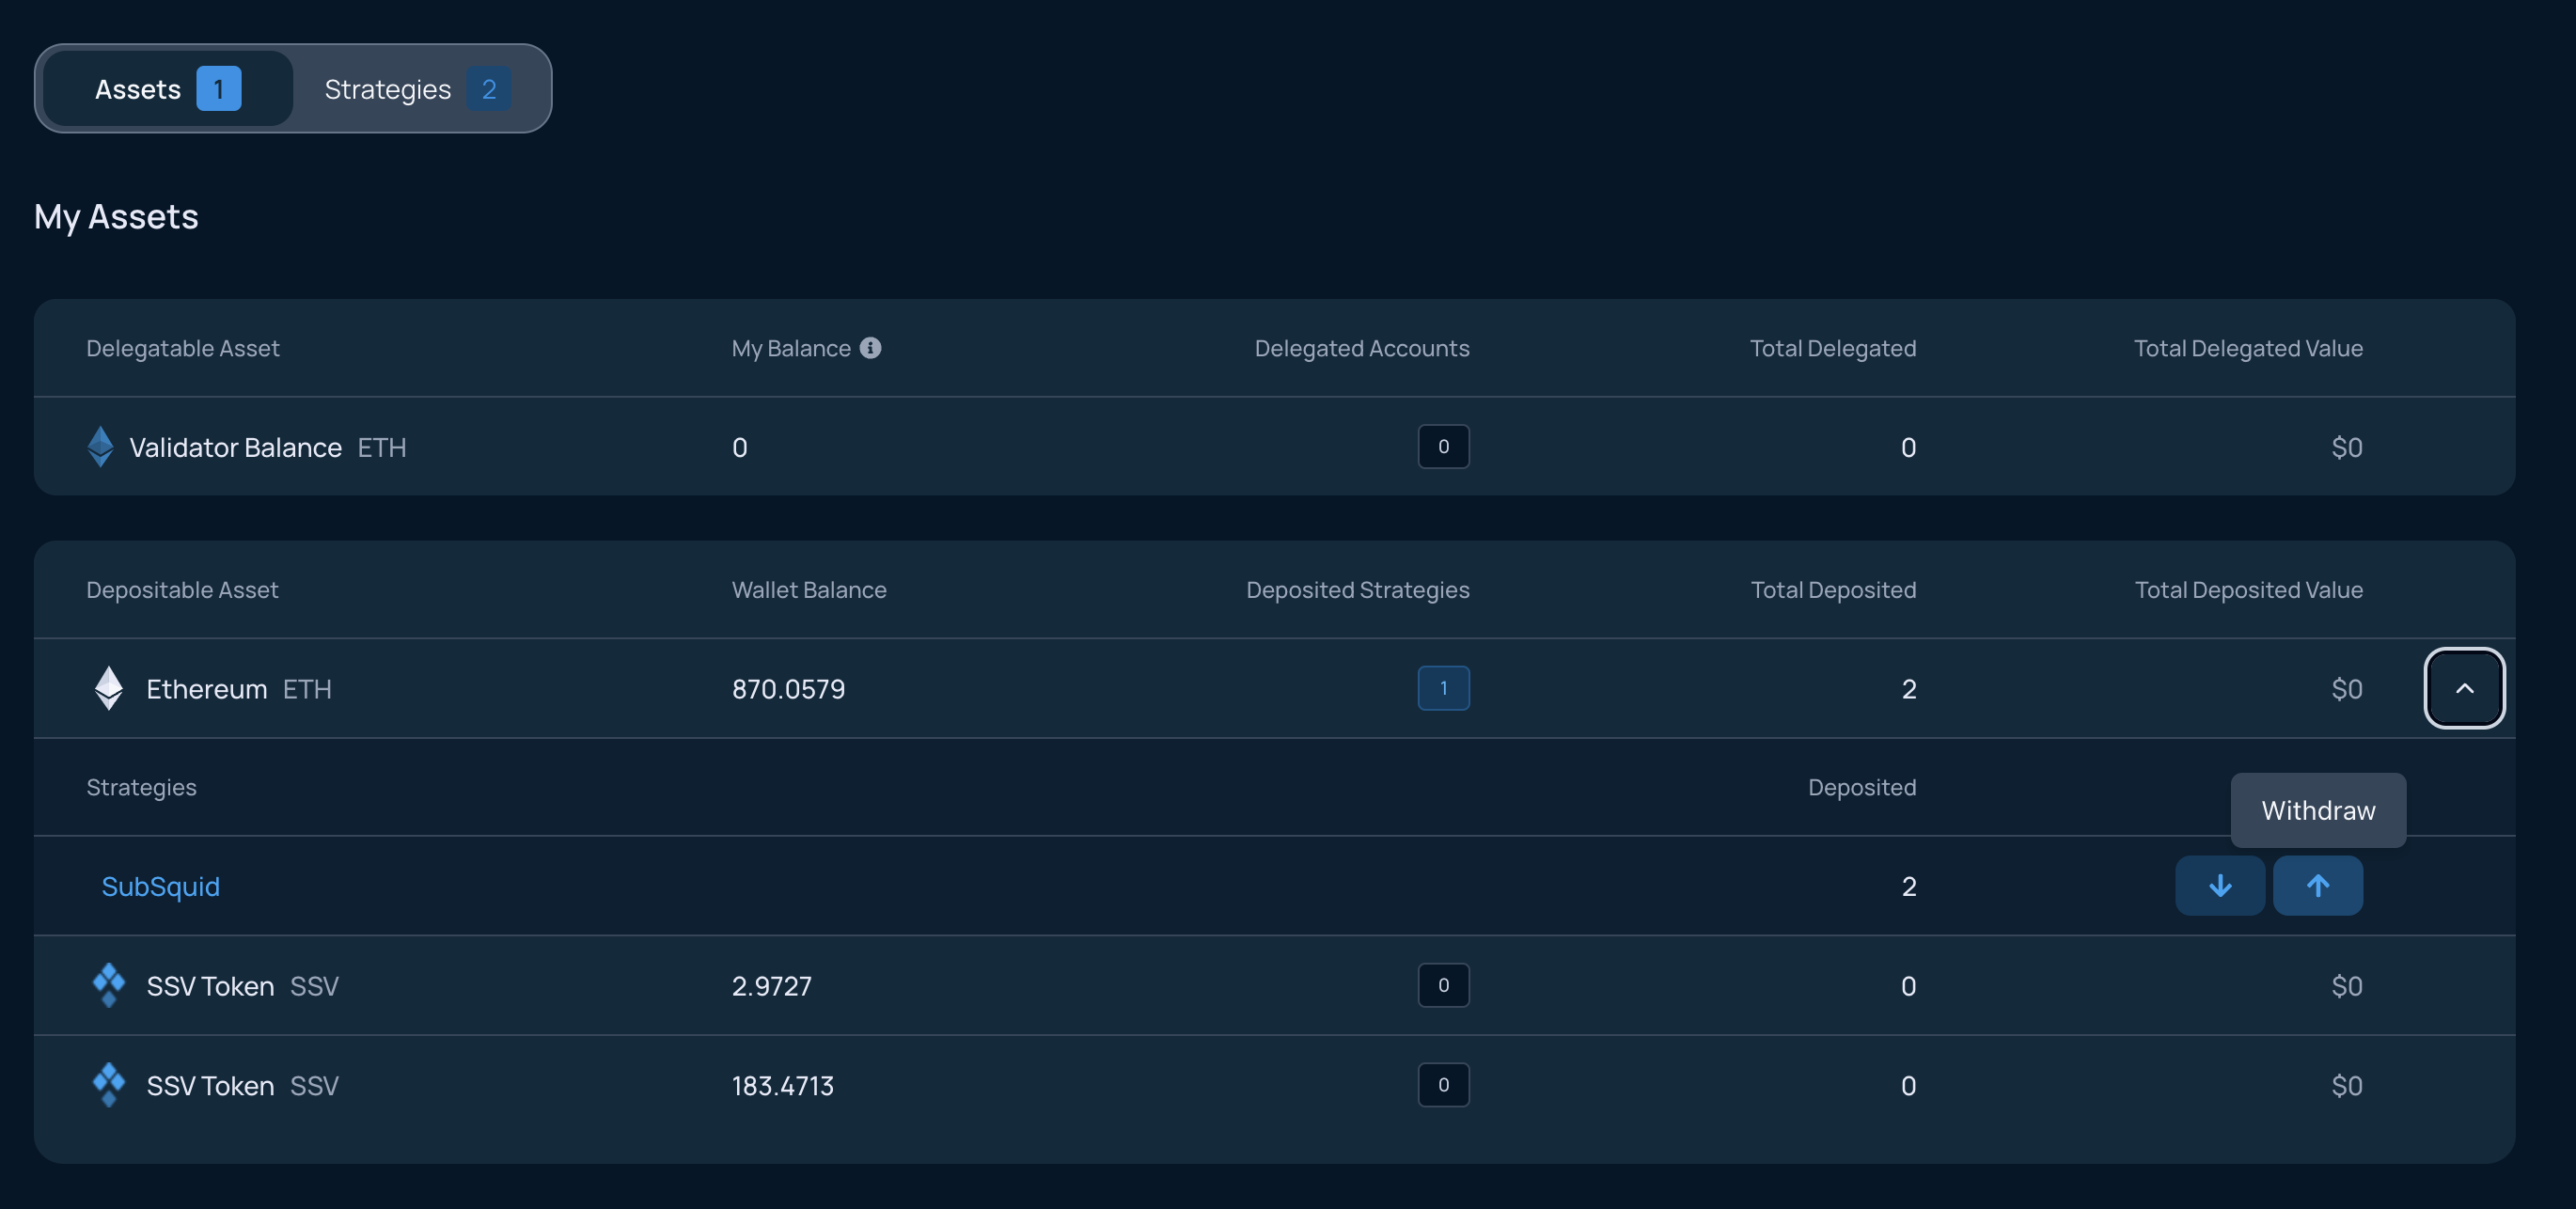 Assets 1 Strategies 2
My Assets
Delegatable Asset My Balance Delegated Accounts Total Delegated Total Delegated Value
Validator Balance ETH 0 0 0 $0
Depositable Asset Wallet Balance Deposited Strategies Total Deposited Total Deposited Value
Ethereum ETH 870.0579 1 2 $0
Strategies Deposited
Withdraw
SubSquid 2
SSV Token SSV 2.9727 0 0 $0
SSV Token SSV 183.4713 0 0 $0